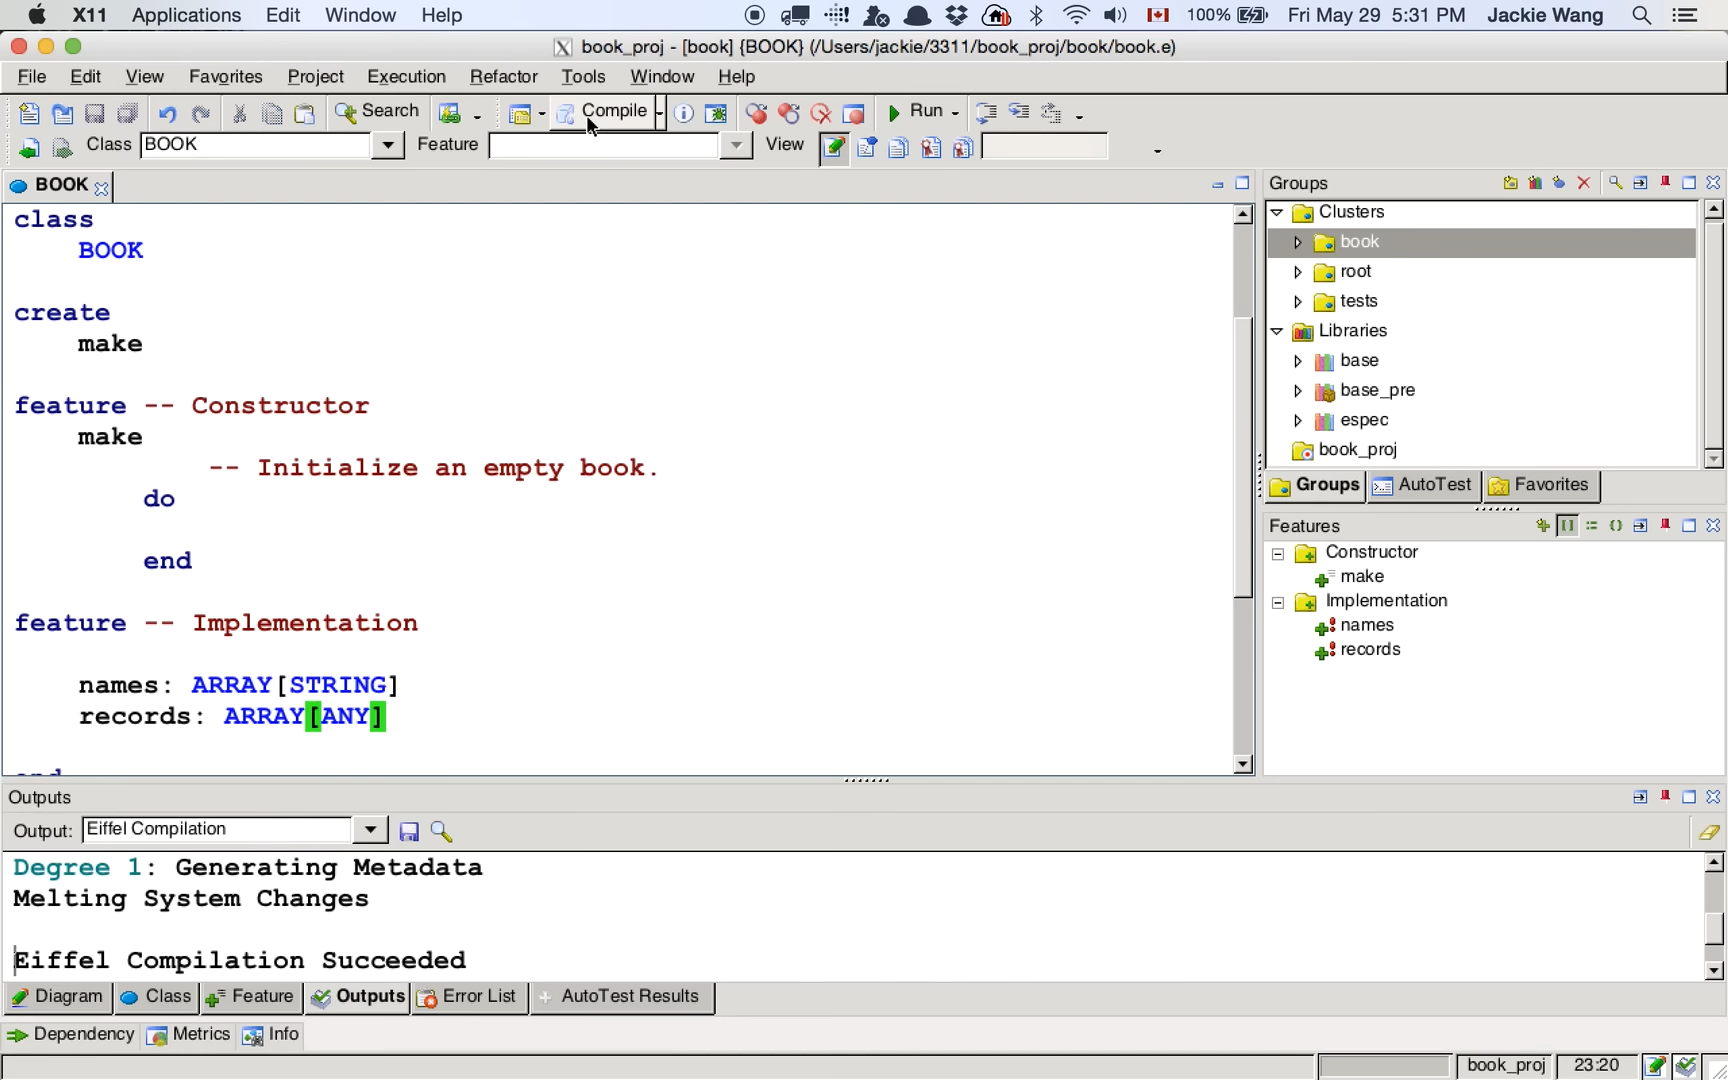 X11 Applications Edit Window Help 100% Fri May 29 5:31 PM Jackie Wang
book_proj - [book] {BOOK} (/Users/jackie/3311/book_proj/book/book.e)
File Edit View Favorites Project Execution Refactor Tools Window Help
Search Compile Run
Class BOOK Feature View
BOOK
class
BOOK
create
make
feature -- Constructor
make
-- Initialize an empty book.
do
end
feature -- Implementation
names: ARRAY[STRING]
records: ARRAY[ANY]
end
Groups
Clusters
book
root
tests
Libraries
base
base_pre
espec
book_proj
Groups AutoTest Favorites
Features
Constructor
make
Implementation
names
records
Outputs
Output: Eiffel Compilation
Degree 1: Generating Metadata
Melting System Changes
Eiffel Compilation Succeeded
Diagram Class Feature Outputs Error List AutoTest Results
Dependency Metrics Info
book_proj 23:20